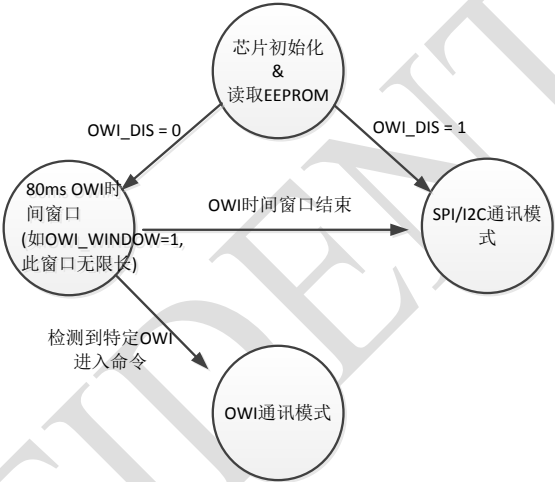 芯片初始化
&
读取EEPROM
OWI_DIS = 0
OWI_DIS = 1
80ms OWI时
间窗口
(如OWI_WINDOW=1,
此窗口无限长)
OWI时间窗口结束
SPI/I2C通讯模
式
检测到特定OWI
进入命令
OWI通讯模式